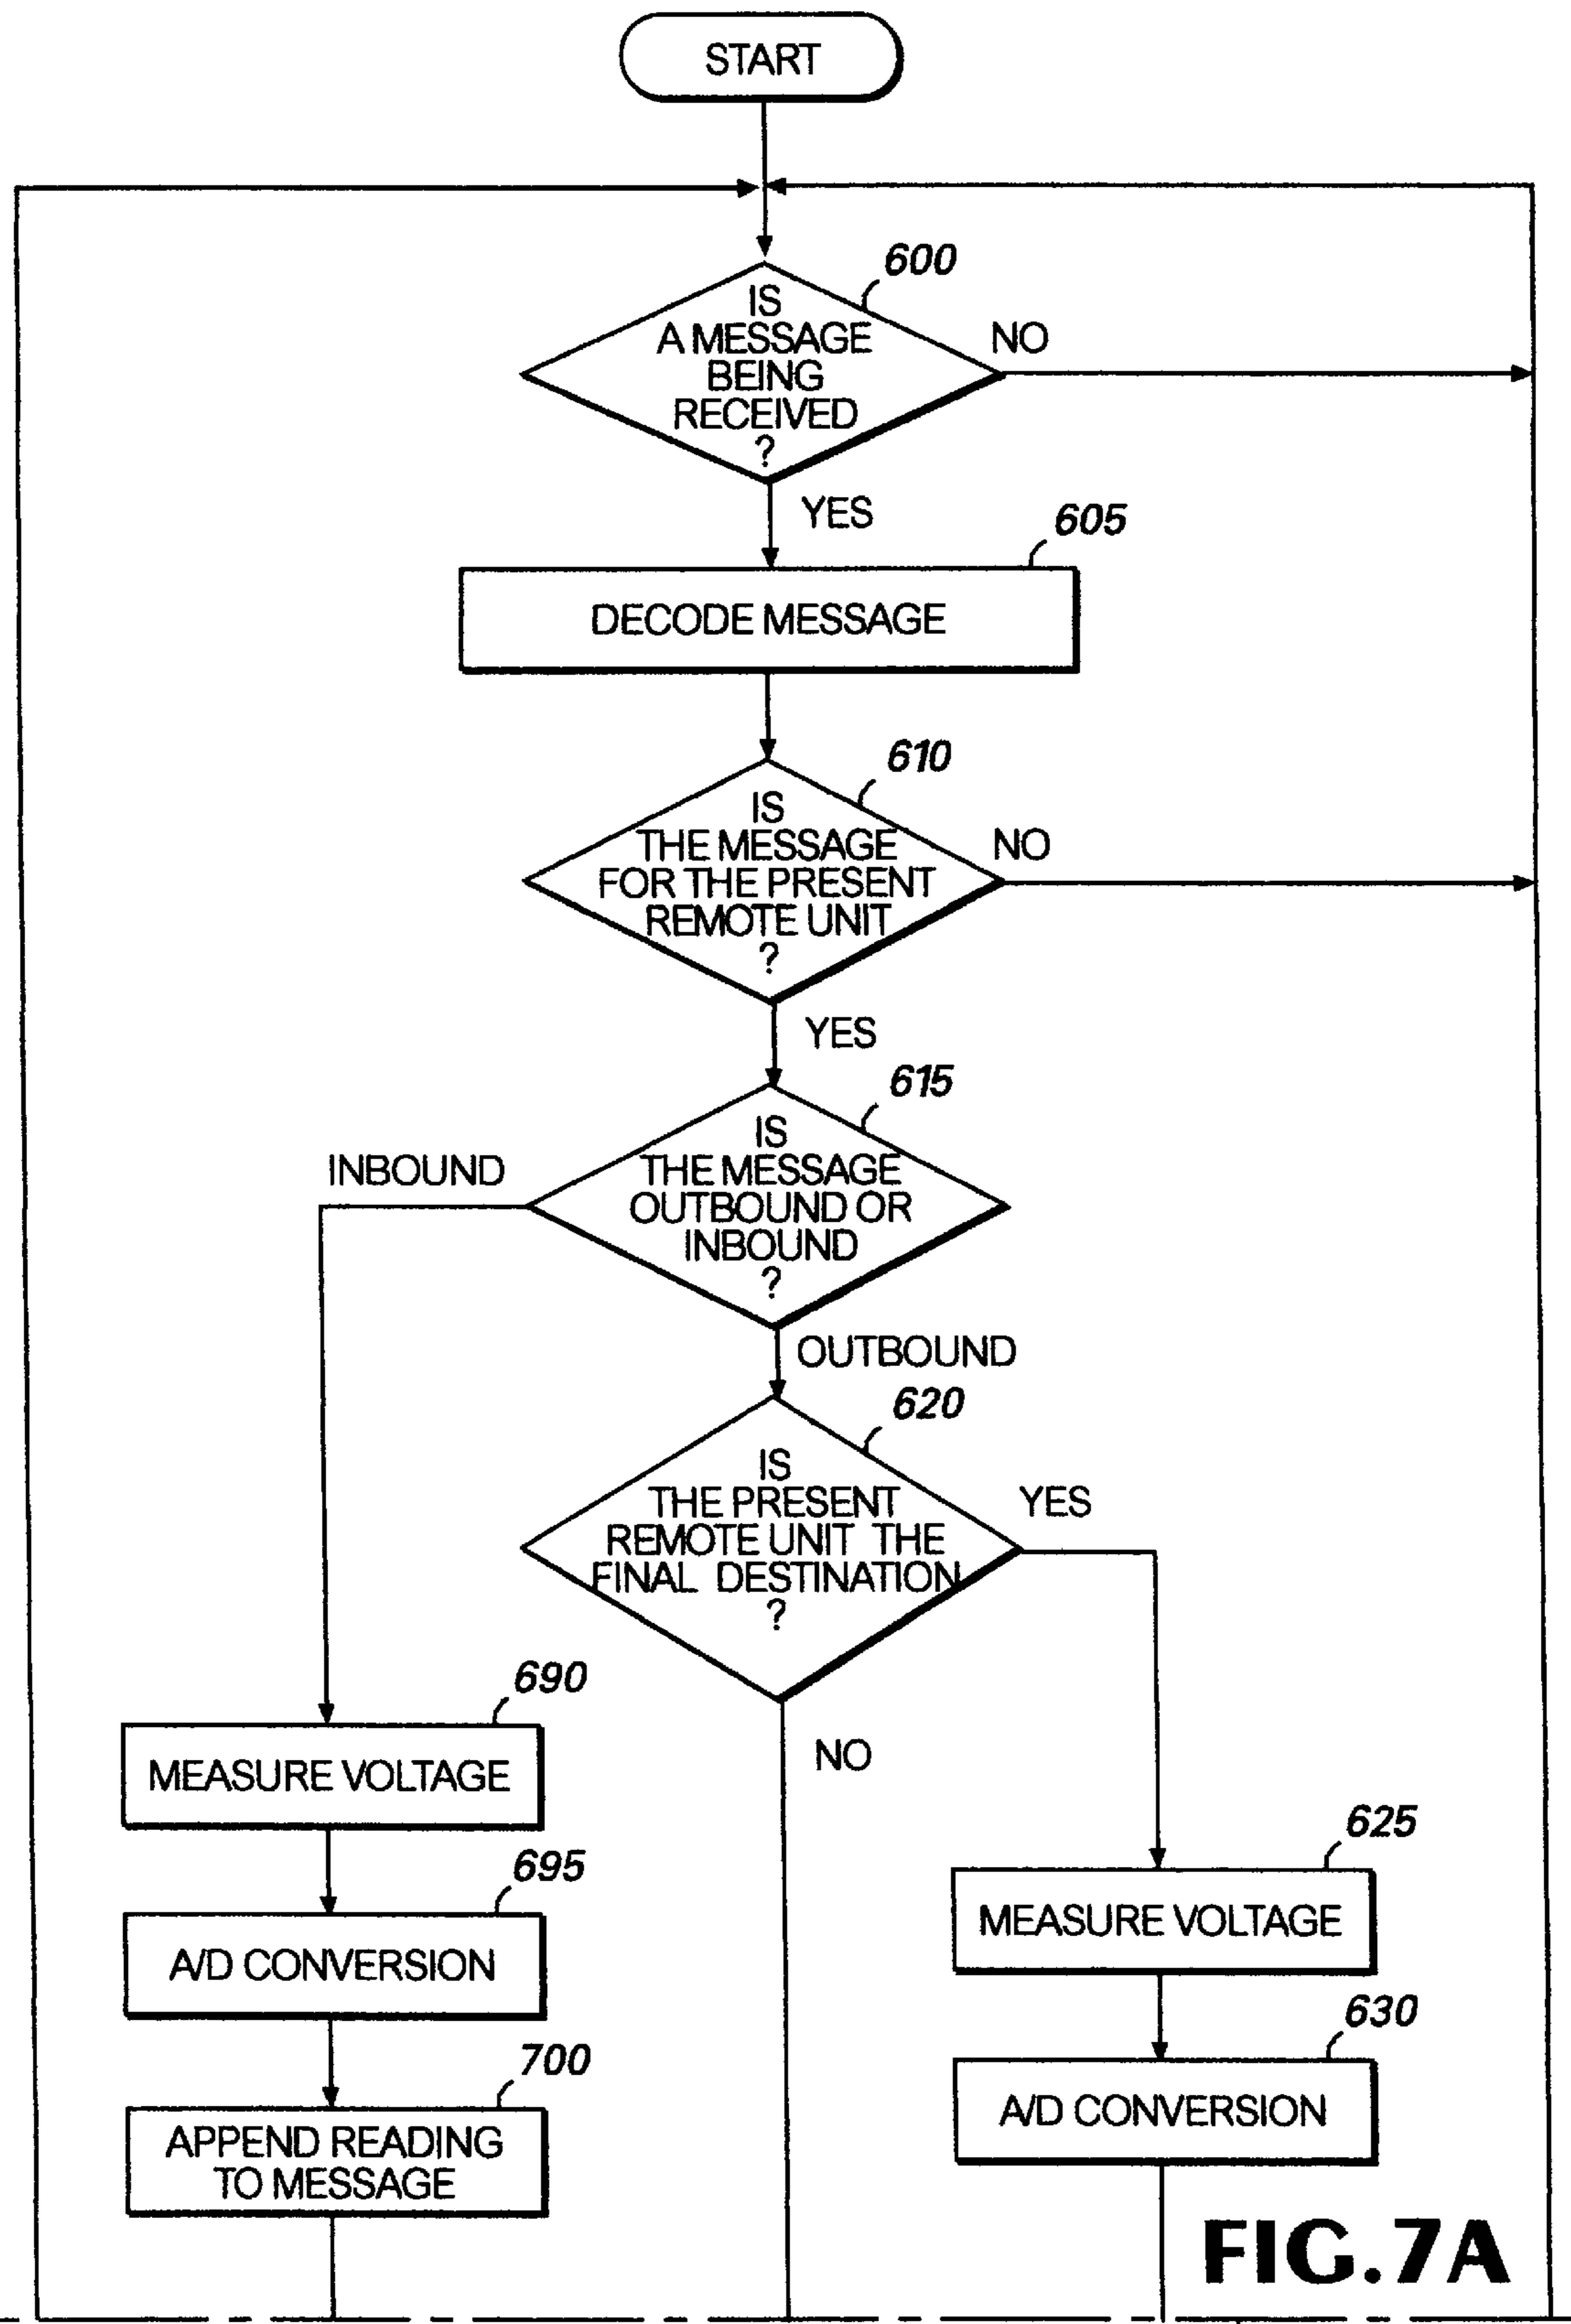 START
600
IS
A MESSAGE
BEING
RECEIVED
?
NO
YES
605
DECODE MESSAGE
610
IS
THE MESSAGE
FOR THE PRESENT
REMOTE UNIT
?
NO
YES
615
IS
THE MESSAGE
OUTBOUND OR
INBOUND
?
INBOUND
OUTBOUND
620
IS
THE PRESENT
REMOTE UNIT THE
FINAL DESTINATION
?
YES
NO
690
MEASURE VOLTAGE
695
A/D CONVERSION
700
APPEND READING
TO MESSAGE
625
MEASURE VOLTAGE
630
A/D CONVERSION
FIG.7A